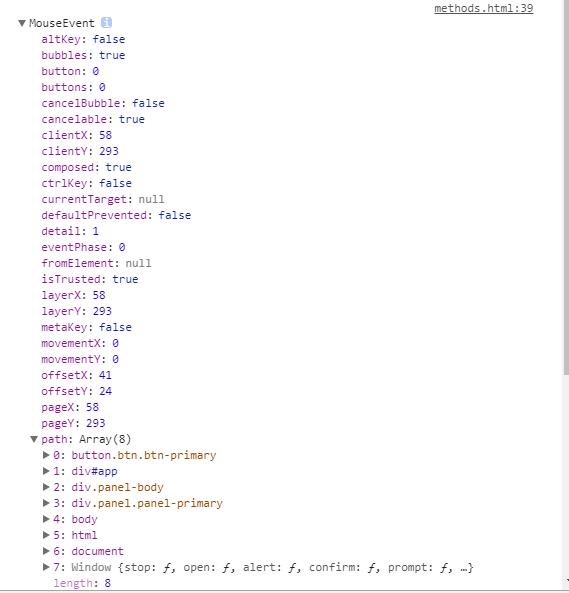 methods.html:39
▼MouseEvent i
altKey: false
bubbles: true
button: 0
buttons: 0
cancelBubble: false
cancelable: true
clientX: 58
clientY: 293
composed: true
ctrlKey: false
currentTarget: null
defaultPrevented: false
detail: 1
eventPhase: 0
fromElement: null
isTrusted: true
layerX: 58
layerY: 293
metaKey: false
movementX: 0
movementY: 0
offsetX: 41
offsetY: 24
pageX: 58
pageY: 293
▼path: Array(8)
▶0: button.btn.btn-primary
▶1: div#app
▶2: div.panel-body
▶3: div.panel.panel-primary
▶4: body
▶5: html
▶6: document
▶7: Window {stop: ƒ, open: ƒ, alert: ƒ, confirm: ƒ, prompt: ƒ, …}
length: 8